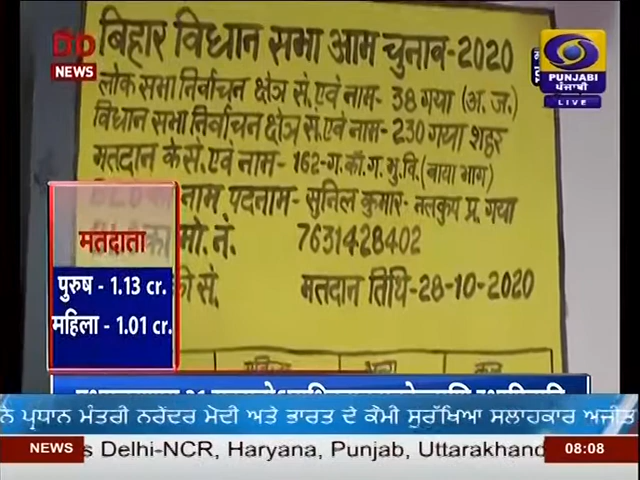 DD
NEWS
बिहार विधान सभा आम चुनाव-2020
PUNJABI
ਪੰਜਾਬੀ
LIVE
लोक सभा निर्वाचन क्षेत्र सं. एवं नाम- 38 गया (अ. ज.)
विधान सभा निर्वाचन क्षेत्र सं. एवं नाम- 230 गया शहर
मतदान के सं. एवं नाम- 162-ग. कॉ. ग. भु. वि. (बाया भाग)
नाम, पदनाम- सुनिल कुमार- नलकुप प्र. गया
का मो. नं. 7631428402
सं. मतदान तिथि-28-10-2020
मतदाता
पुरुष - 1.13 cr.
महिला - 1.01 cr.
ਪ੍ਰਧਾਨ ਮੰਤਰੀ ਨਰੇਂਦਰ ਮੋਦੀ ਅਤੇ ਭਾਰਤ ਦੇ ਕੌਮੀ ਸੁਰੱਖਿਆ ਸਲਾਹਕਾਰ ਅਜੀਤ
NEWS
s Delhi-NCR, Haryana, Punjab, Uttarakhand
08:08